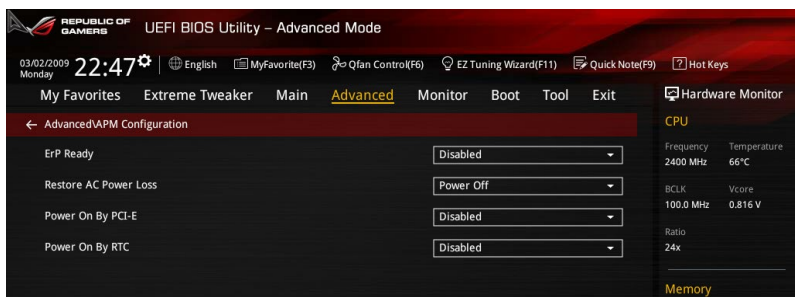 REPUBLIC OF GAMERS
UEFI BIOS Utility – Advanced Mode
03/02/2009 Monday 22:47 English MyFavorite(F3) Qfan Control(F6) EZ Tuning Wizard(F11) Quick Note(F9) ? Hot Keys
My Favorites Extreme Tweaker Main Advanced Monitor Boot Tool Exit
← Advanced\APM Configuration
ErP Ready Disabled
Restore AC Power Loss Power Off
Power On By PCI-E Disabled
Power On By RTC Disabled
Hardware Monitor
CPU
Frequency Temperature
2400 MHz 66°C
BCLK Vcore
100.0 MHz 0.816 V
Ratio
24x
Memory